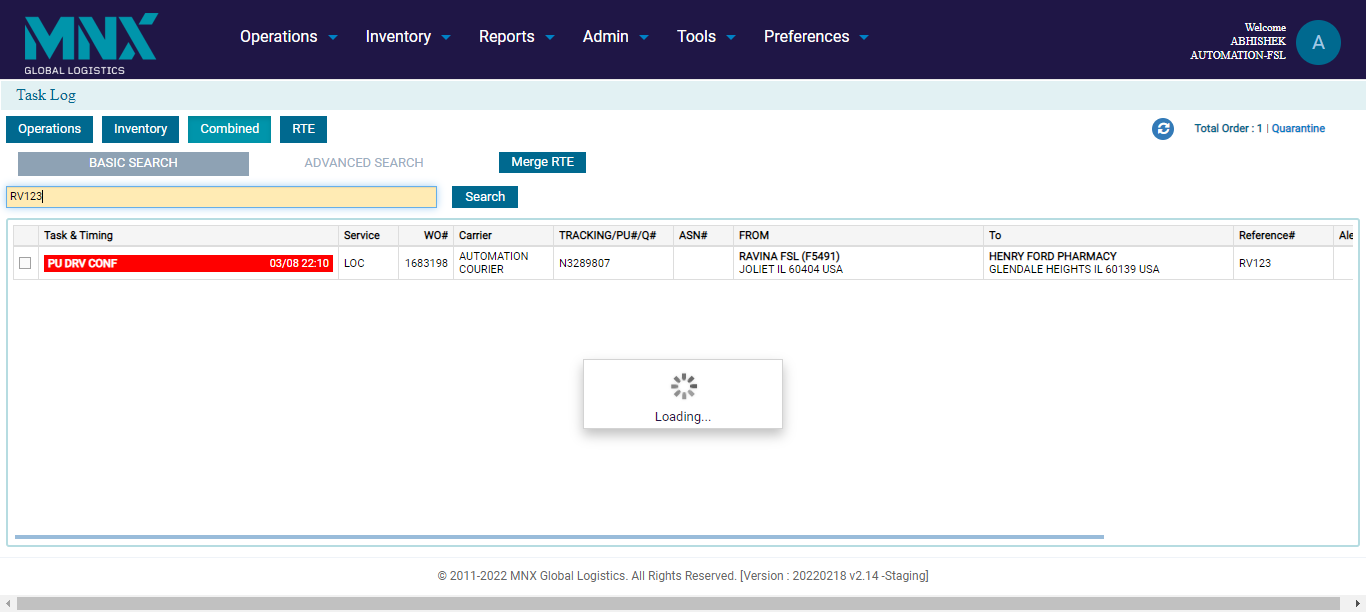 MNX
GLOBAL LOGISTICS
Operations Inventory Reports Admin Tools Preferences
Welcome
ABHISHEK
AUTOMATION-FSL
A
Task Log
Operations Inventory Combined RTE
Total Order : 1 | Quarantine
BASIC SEARCH ADVANCED SEARCH Merge RTE
RV123 Search
Task & Timing Service WO# Carrier TRACKING/PU#/Q# ASN# FROM To Reference# Ale
PU DRV CONF 03/08 22:10 LOC 1683198 AUTOMATION COURIER N3289807 RAVINA FSL (F5491) HENRY FORD PHARMACY RV123
JOLIET IL 60404 USA GLENDALE HEIGHTS IL 60139 USA
Loading...
© 2011-2022 MNX Global Logistics. All Rights Reserved. [Version : 20220218 v2.14 -Staging]